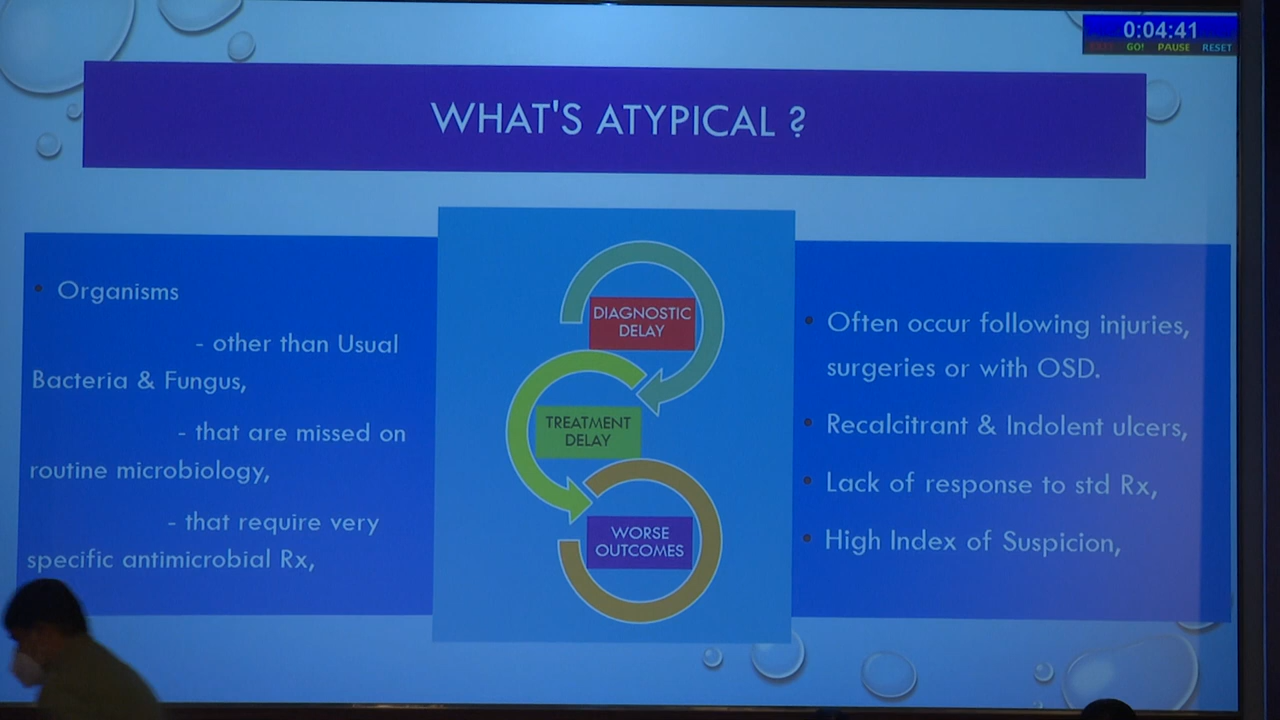 0:04:41
EXIT GO! PAUSE RESET
WHAT'S ATYPICAL ?
• Organisms
- other than Usual
Bacteria & Fungus,
- that are missed on
routine microbiology,
- that require very
specific antimicrobial Rx,
DIAGNOSTIC
DELAY
TREATMENT
DELAY
WORSE
OUTCOMES
• Often occur following injuries,
surgeries or with OSD.
• Recalcitrant & Indolent ulcers,
• Lack of response to std Rx,
• High Index of Suspicion,